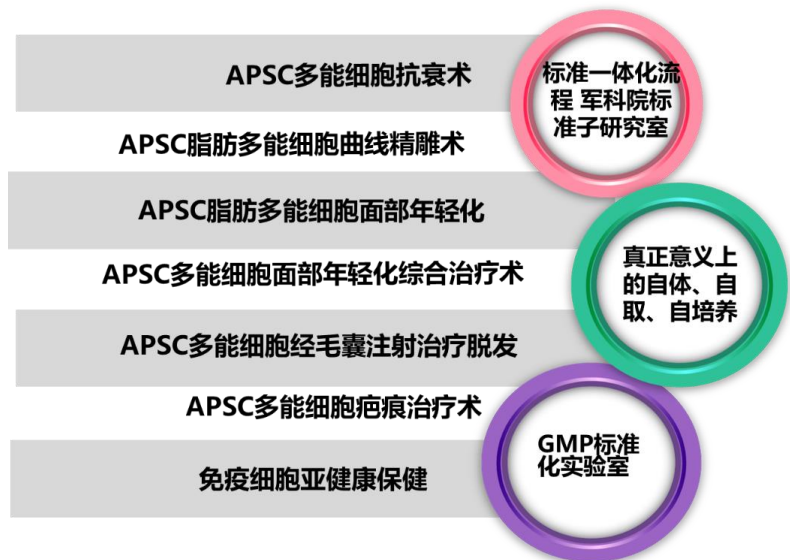 APSC多能细胞抗衰术
APSC脂肪多能细胞曲线精雕术
APSC脂肪多能细胞面部年轻化
APSC多能细胞面部年轻化综合治疗术
APSC多能细胞经毛囊注射治疗脱发
APSC多能细胞疤痕治疗术
免疫细胞亚健康保健
标准一体化流
程 军科院标
准子研究室
真正意义上
的自体、自
取、自培养
GMP标准
化实验室